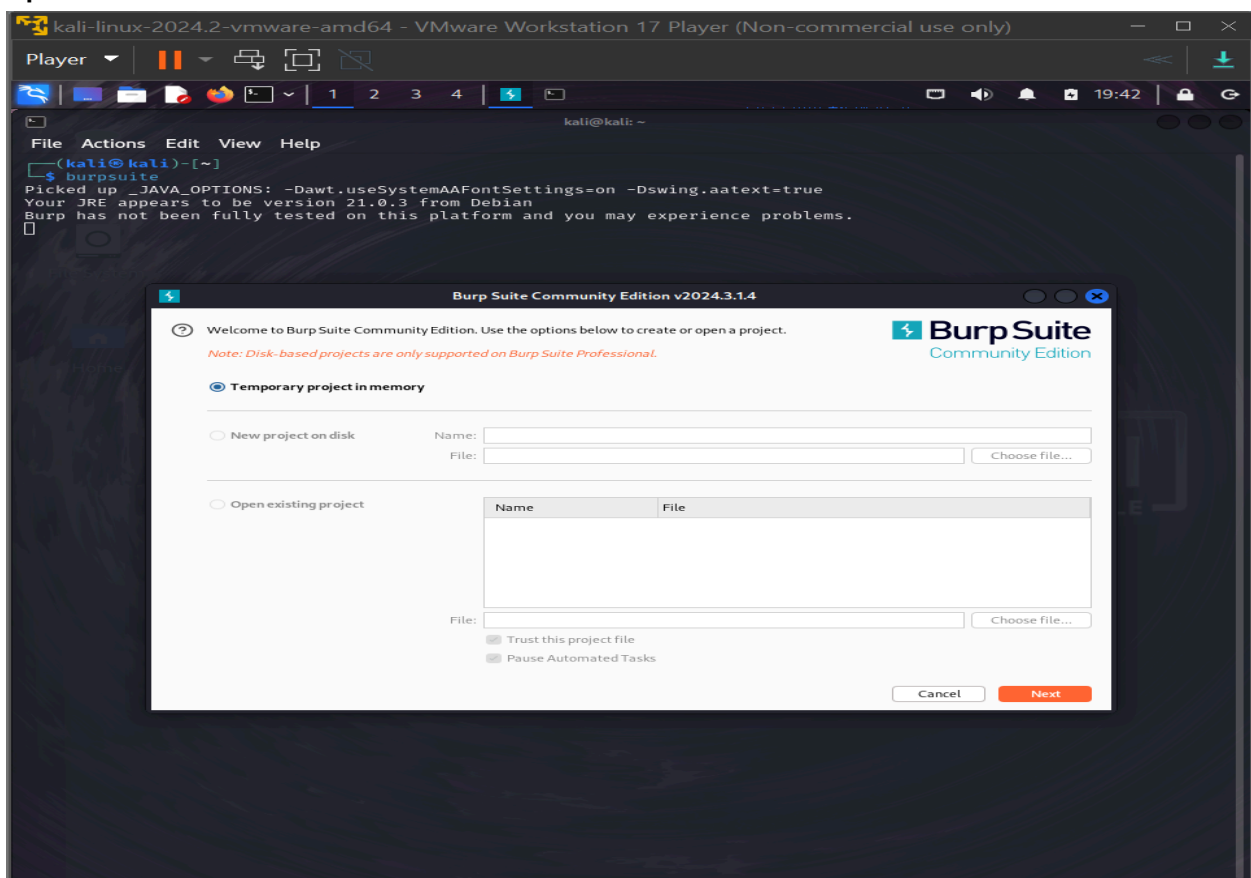 kali-linux-2024.2-vmware-amd64 - VMware Workstation 17 Player (Non-commercial use only)
Player
1 2 3 4 19:42
kali@kali: ~
File Actions Edit View Help
(kali㉿kali)-[~]
$ burpsuite
Picked up _JAVA_OPTIONS: -Dawt.useSystemAAFontSettings=on -Dswing.aatext=true
Your JRE appears to be version 21.0.3 from Debian
Burp has not been fully tested on this platform and you may experience problems.
Burp Suite Community Edition v2024.3.1.4
Welcome to Burp Suite Community Edition. Use the options below to create or open a project.
Note: Disk-based projects are only supported on Burp Suite Professional.
Burp Suite
Community Edition
Temporary project in memory
New project on disk Name:
File: Choose file...
Open existing project Name File
File: Choose file...
Trust this project file
Pause Automated Tasks
Cancel Next
Home